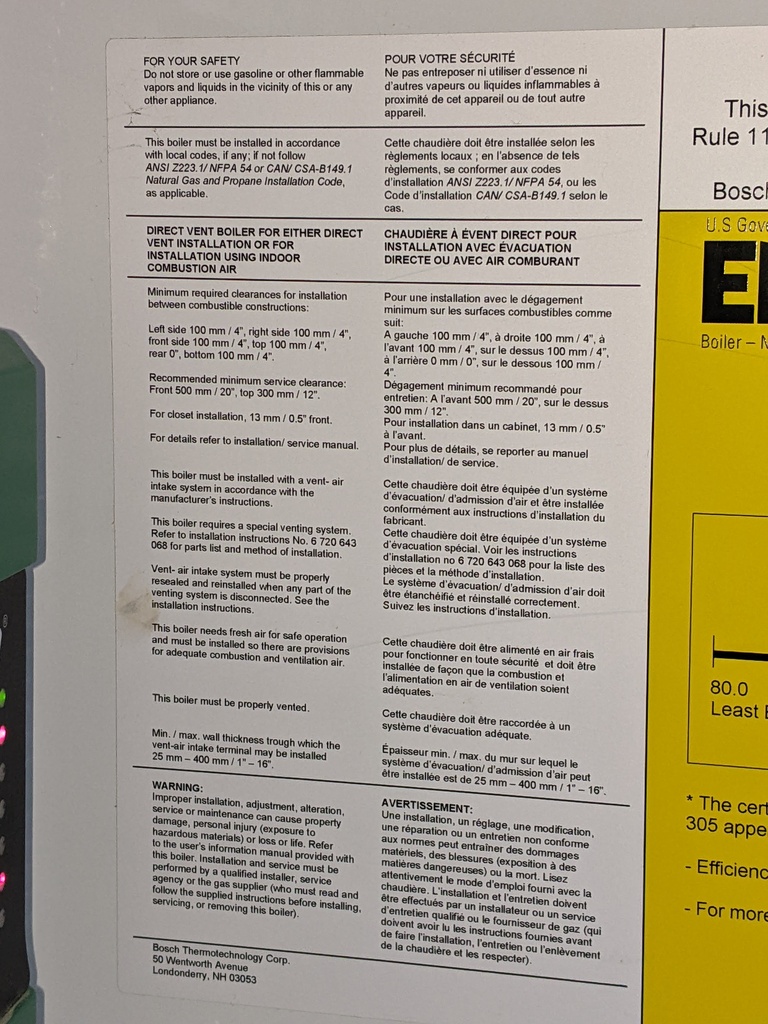 FOR YOUR SAFETY
Do not store or use gasoline or other flammable
vapors and liquids in the vicinity of this or any
other appliance.
POUR VOTRE SÉCURITÉ
Ne pas entreposer ni utiliser d'essence ni
d'autres vapeurs ou liquides inflammables à
proximité de cet appareil ou de tout autre
appareil.
This boiler must be installed in accordance
with local codes, if any; if not follow
ANSI Z223.1/ NFPA 54 or CAN/ CSA-B149.1
Natural Gas and Propane Installation Code,
as applicable.
Cette chaudière doit être installée selon les
règlements locaux ; en l'absence de tels
règlements, se conformer aux codes
d'installation ANSI Z223.1/ NFPA 54, ou les
Code d'installation CAN/ CSA-B149.1 selon le
cas.
DIRECT VENT BOILER FOR EITHER DIRECT
VENT INSTALLATION OR FOR
INSTALLATION USING INDOOR
COMBUSTION AIR
CHAUDIÈRE À ÉVENT DIRECT POUR
INSTALLATION AVEC ÉVACUATION
DIRECTE OU AVEC AIR COMBURANT
Minimum required clearances for installation
between combustible constructions:
Left side 100 mm / 4", right side 100 mm / 4",
front side 100 mm / 4", top 100 mm / 4",
rear 0", bottom 100 mm / 4".
Recommended minimum service clearance:
Front 500 mm / 20", top 300 mm / 12".
For closet installation, 13 mm / 0.5" front.
For details refer to installation/ service manual.
This boiler must be installed with a vent- air
intake system in accordance with the
manufacturer's instructions.
This boiler requires a special venting system.
Refer to installation instructions No. 6 720 643
068 for parts list and method of installation.
Vent- air intake system must be properly
resealed and reinstalled when any part of the
venting system is disconnected. See the
installation instructions.
This boiler needs fresh air for safe operation
and must be installed so there are provisions
for adequate combustion and ventilation air.
This boiler must be properly vented.
Min. / max. wall thickness trough which the
vent-air intake terminal may be installed
25 mm – 400 mm / 1" – 16".
Pour une installation avec le dégagement
minimum sur les surfaces combustibles comme
suit:
A gauche 100 mm / 4", à droite 100 mm / 4", à
l'avant 100 mm / 4", sur le dessus 100 mm / 4",
à l'arrière 0 mm / 0", sur le dessous 100 mm /
4".
Dégagement minimum recommandé pour
entretien: A l'avant 500 mm / 20", sur le dessus
300 mm / 12".
Pour installation dans un cabinet, 13 mm / 0.5"
à l'avant.
Pour plus de détails, se reporter au manuel
d'installation/ de service.
Cette chaudière doit être équipée d'un système
d'évacuation/ d'admission d'air et être installée
conformément aux instructions d'installation du
fabricant.
Cette chaudière doit être équipée d'un système
d'évacuation spécial. Voir les instructions
d'installation no 6 720 643 068 pour la liste des
pièces et la méthode d'installation.
Le système d'évacuation/ d'admission d'air doit
être étanchéifié et réinstallé correctement.
Suivez les instructions d'installation.
Cette chaudière doit être alimenté en air frais
pour fonctionner en toute sécurité et doit être
installée de façon que la combustion et
l'alimentation en air de ventilation soient
adéquates.
Cette chaudière doit être raccordée à un
système d'évacuation adéquate.
Épaisseur min. / max. du mur sur lequel le
système d'évacuation/ d'admission d'air peut
être installée est de 25 mm – 400 mm / 1" – 16".
WARNING:
Improper installation, adjustment, alteration,
service or maintenance can cause property
damage, personal injury (exposure to
hazardous materials) or loss or life. Refer
to the user's information manual provided with
this boiler. Installation and service must be
performed by a qualified installer, service
agency or the gas supplier (who must read and
follow the supplied instructions before installing,
servicing, or removing this boiler).
AVERTISSEMENT:
Une installation, un réglage, une modification,
une réparation ou un entretien non conforme
aux normes peut entraîner des dommages
matériels, des blessures (exposition à des
matières dangereuses) ou la mort. Lisez
attentivement le mode d'emploi fourni avec la
chaudière. L'installation et l'entretien doivent
être effectués par un installateur ou un service
d'entretien qualifié ou le fournisseur de gaz (qui
doivent avoir lu les instructions fournies avant
de faire l'installation, l'entretien ou l'enlèvement
de la chaudière et les respecter).
Bosch Thermotechnology Corp.
50 Wentworth Avenue
Londonderry, NH 03053
This
Rule 11
Bosch
U.S Gove
Boiler –
80.0
Least
* The cert
305 appe
- Efficienc
- For more